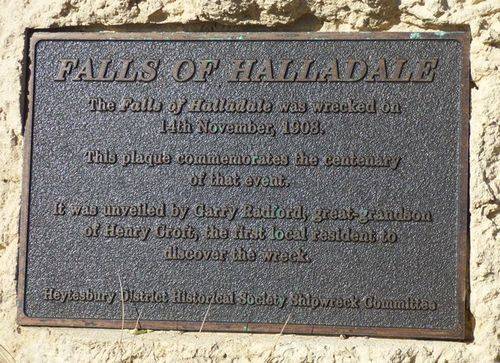 FALLS OF HALLADALE
The Falls of Halladale was wrecked on
14th November, 1908.
This plaque commemorates the centenary
of that event.
It was unveiled by Garry Radford, great-grandson
of Henry Croft, the first local resident to
discover the wreck.
Heytesbury District Historical Society Shipwreck Committee